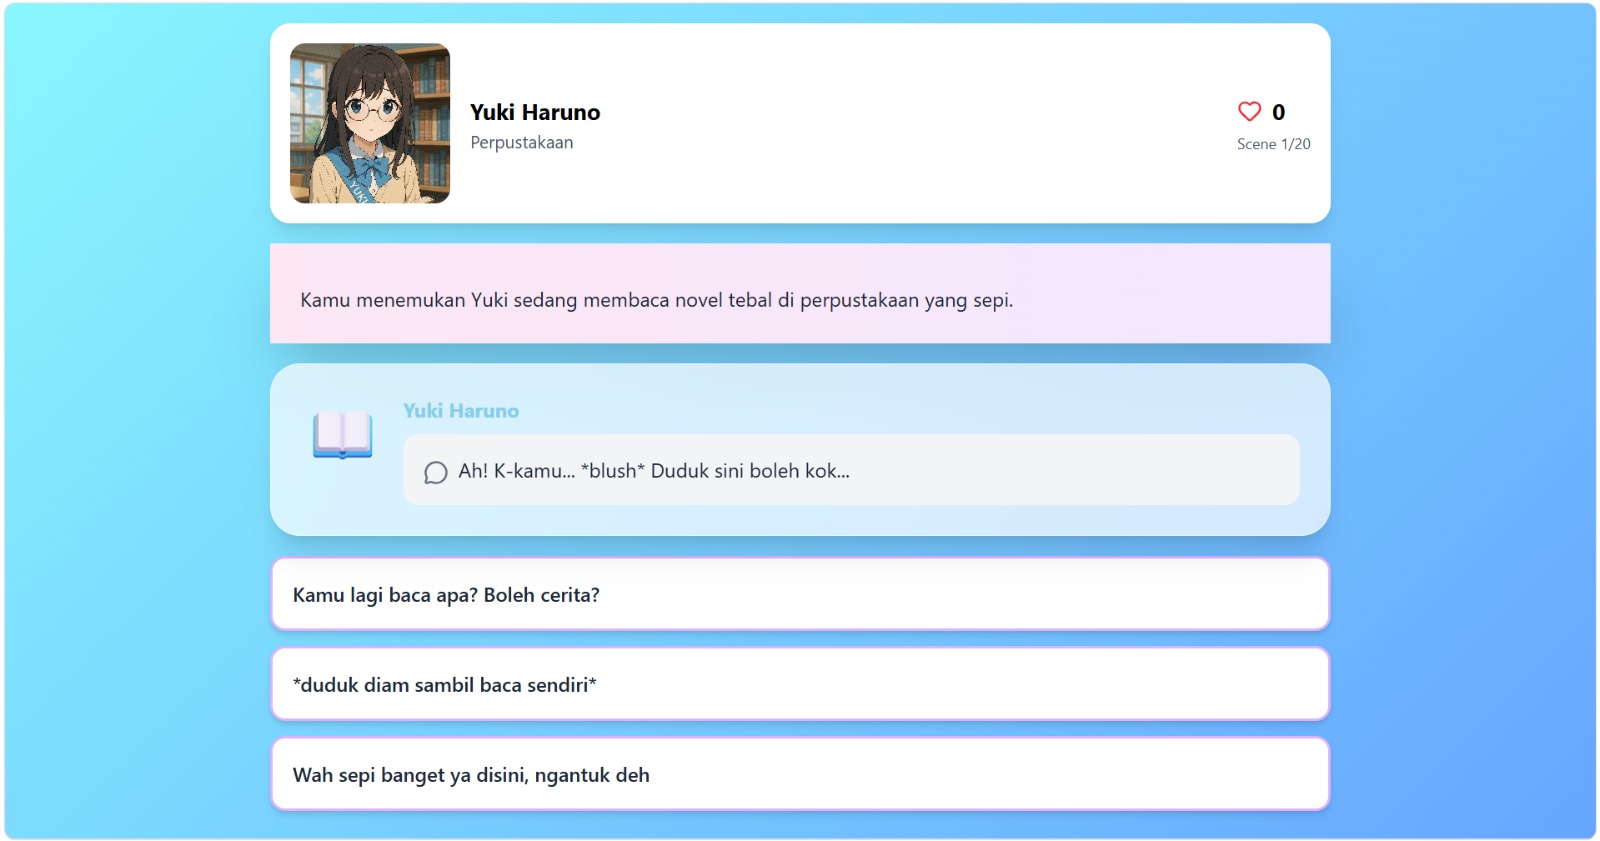 YUKI
Yuki Haruno
Perpustakaan
0
Scene 1/20
Kamu menemukan Yuki sedang membaca novel tebal di perpustakaan yang sepi.
Yuki Haruno
Ah! K-kamu... *blush* Duduk sini boleh kok...
Kamu lagi baca apa? Boleh cerita?
*duduk diam sambil baca sendiri*
Wah sepi banget ya disini, ngantuk deh